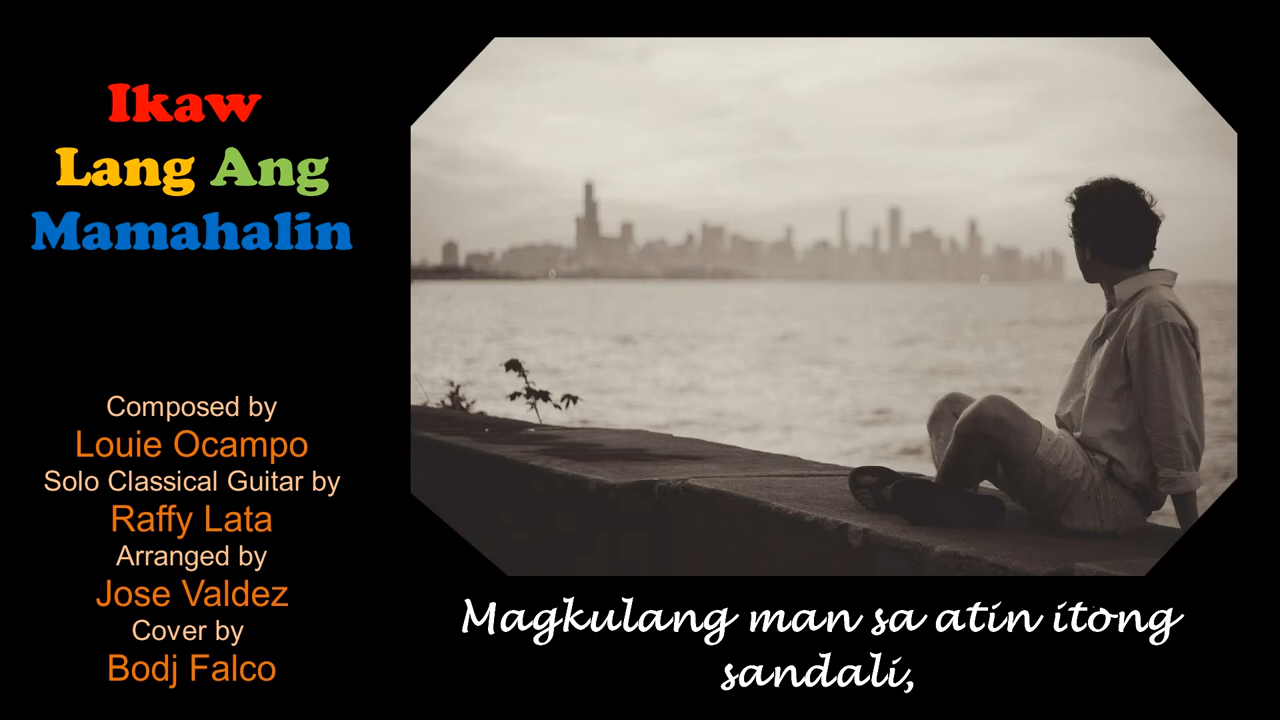 Ikaw
Lang Ang
Mamahalin
Composed by
Louie Ocampo
Solo Classical Guitar by
Raffy Lata
Arranged by
Jose Valdez
Cover by
Bodj Falco
Magkulang man sa atin itong
sandali,